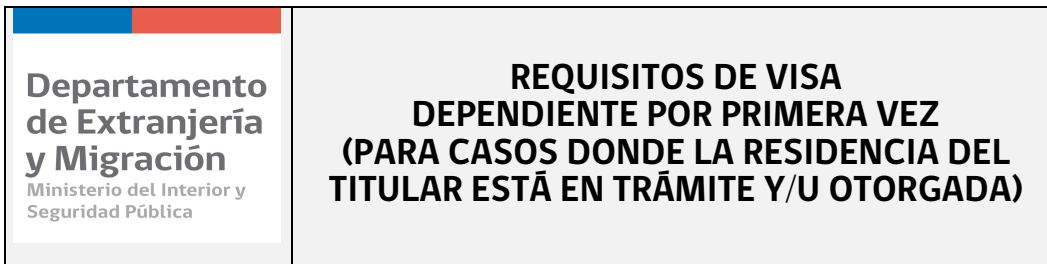 Departamento
de Extranjería
y Migración
Ministerio del Interior y
Seguridad Pública
REQUISITOS DE VISA
DEPENDIENTE POR PRIMERA VEZ
(PARA CASOS DONDE LA RESIDENCIA DEL
TITULAR ESTÁ EN TRÁMITE Y/U OTORGADA)